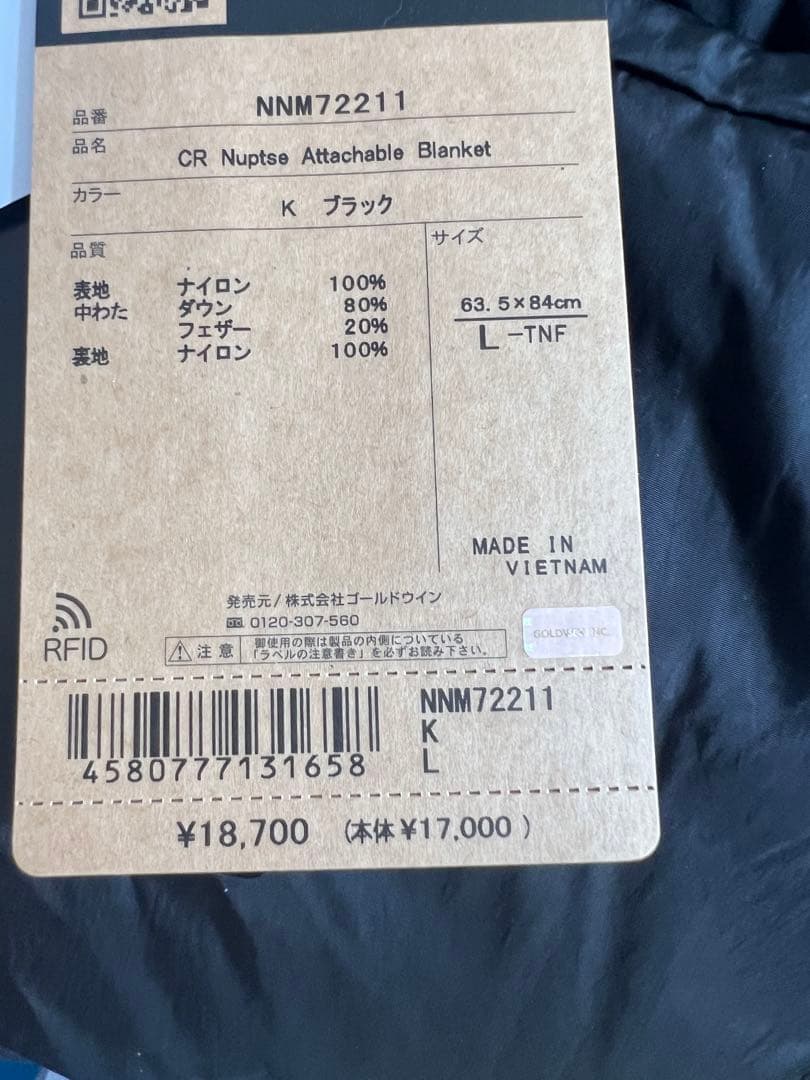 品番 NNM72211
品名 CR Nuptse Attachable Blanket
カラー K ブラック
品質
表地 ナイロン 100%
中わた ダウン 80%
フェザー 20%
裏地 ナイロン 100%
サイズ
63.5×84cm
L-TNF
MADE IN
VIETNAM
発売元/株式会社ゴールドウイン
0120-307-560
RFID
注意 御使用の際は製品の内側についている
「ラベルの注意書き」を必ずお読み下さい。
GOLDWIN INC.
4580777131658
NNM72211
K
L
¥18,700 (本体¥17,000)